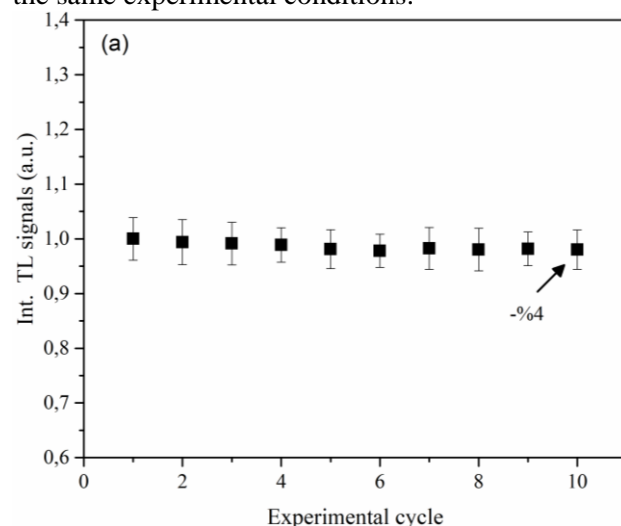 the same experimental conditions.
(a)
1,4
1,3
1,2
1,1
1,0
0,9
0,8
0,7
0,6
Int. TL signals (a.u.)
-%4
0 2 4 6 8 10
Experimental cycle